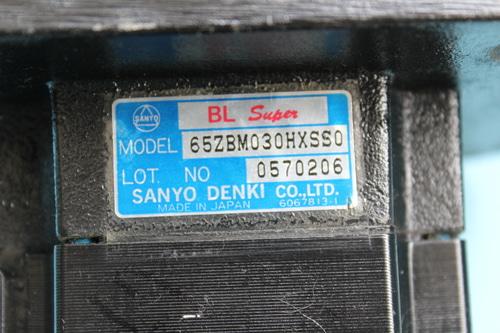 SANYO
BL Super
MODEL 65ZBM030HXSS0
LOT. NO 0570206
SANYO DENKI CO.,LTD.
MADE IN JAPAN 6067813-1